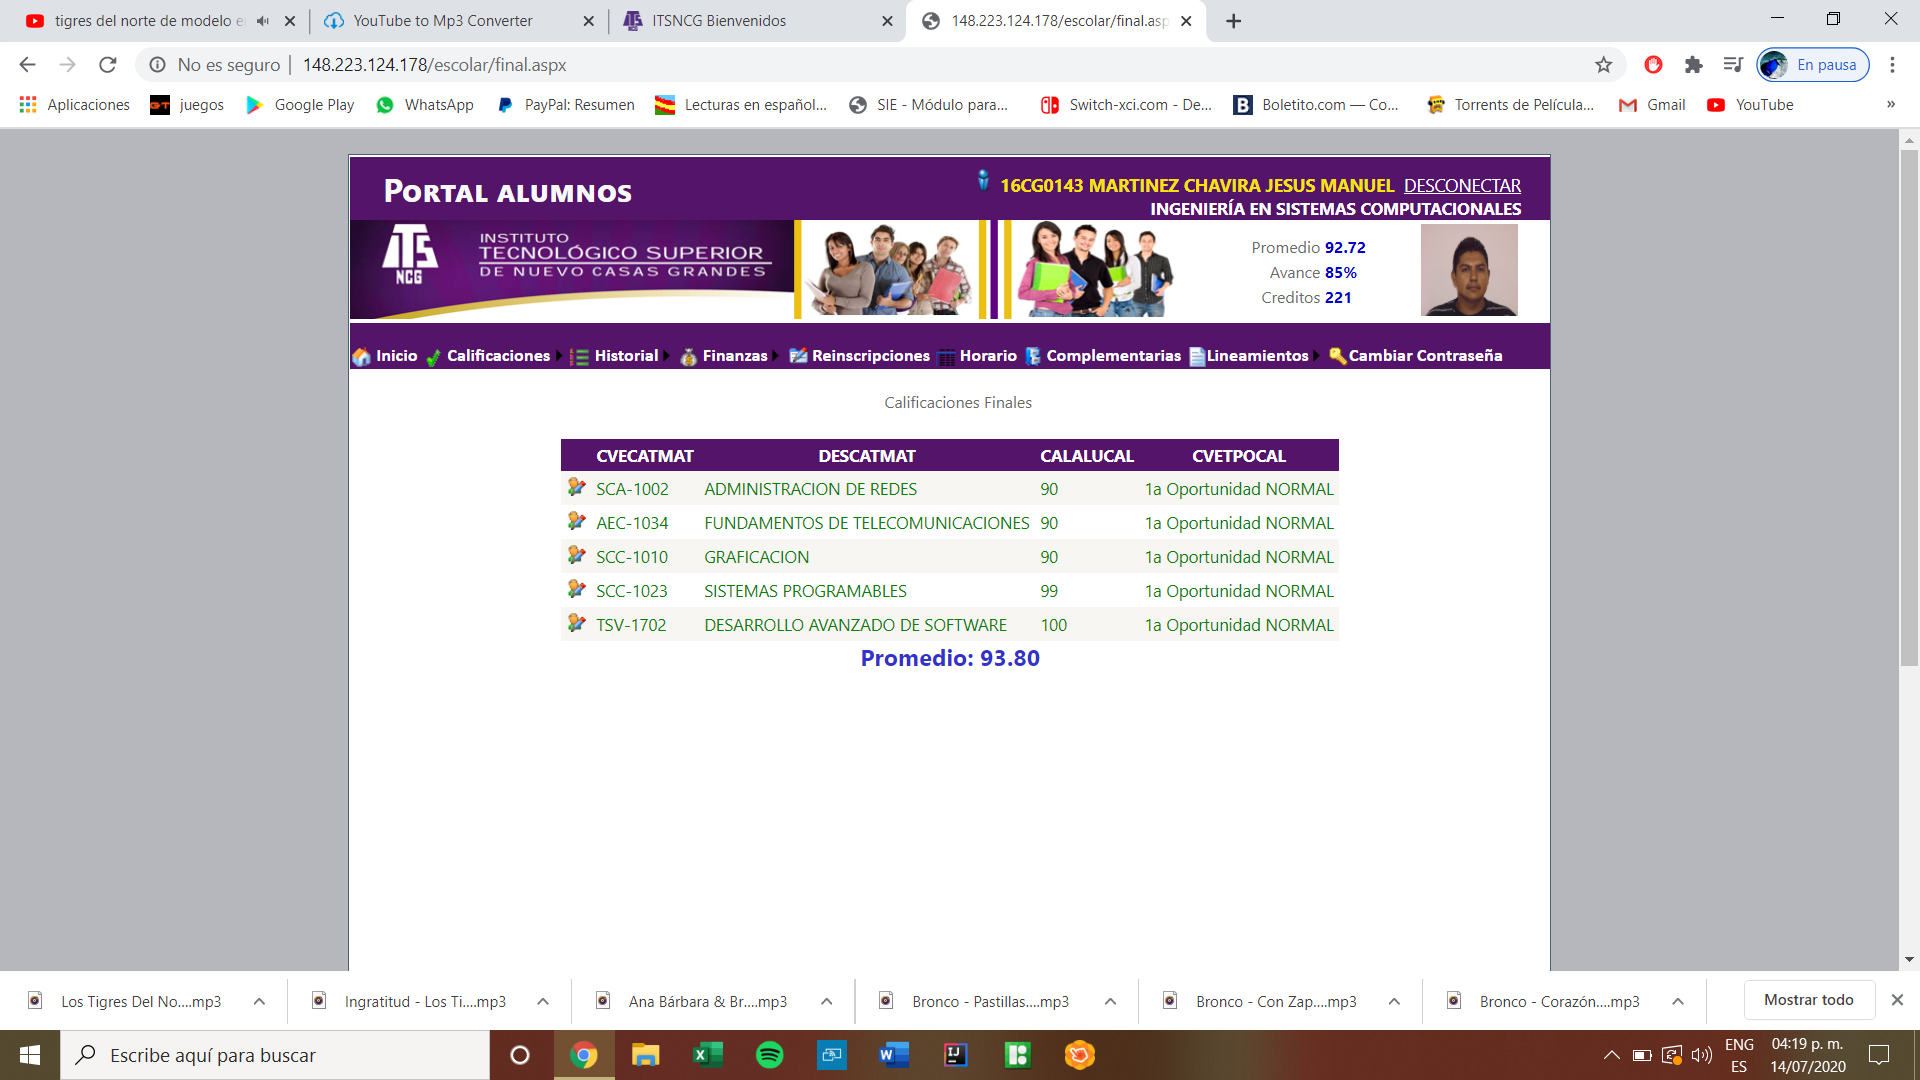 tigres del norte de modelo e
YouTube to Mp3 Converter
ITSNCG Bienvenidos
148.223.124.178/escolar/final.asp
No es seguro | 148.223.124.178/escolar/final.aspx
En pausa
Aplicaciones
juegos
Google Play
WhatsApp
PayPal: Resumen
Lecturas en español...
SIE - Módulo para...
Switch-xci.com - De...
Boletito.com — Co...
Torrents de Película...
Gmail
YouTube
»
PORTAL ALUMNOS
16CG0143 MARTINEZ CHAVIRA JESUS MANUEL DESCONECTAR
INGENIERÍA EN SISTEMAS COMPUTACIONALES
ITS
NCG
INSTITUTO
TECNOLÓGICO SUPERIOR
DE NUEVO CASAS GRANDES
Promedio 92.72
Avance 85%
Creditos 221
Inicio Calificaciones Historial Finanzas Reinscripciones Horario Complementarias Lineamientos Cambiar Contraseña
Calificaciones Finales
CVECATMAT DESCATMAT CALALUCAL CVETPOCAL
SCA-1002 ADMINISTRACION DE REDES 90 1a Oportunidad NORMAL
AEC-1034 FUNDAMENTOS DE TELECOMUNICACIONES 90 1a Oportunidad NORMAL
SCC-1010 GRAFICACION 90 1a Oportunidad NORMAL
SCC-1023 SISTEMAS PROGRAMABLES 99 1a Oportunidad NORMAL
TSV-1702 DESARROLLO AVANZADO DE SOFTWARE 100 1a Oportunidad NORMAL
Promedio: 93.80
Los Tigres Del No....mp3
Ingratitud - Los Ti....mp3
Ana Bárbara & Br....mp3
Bronco - Pastillas....mp3
Bronco - Con Zap....mp3
Bronco - Corazón....mp3
Mostrar todo
Escribe aquí para buscar
ENG
ES
04:19 p. m.
14/07/2020